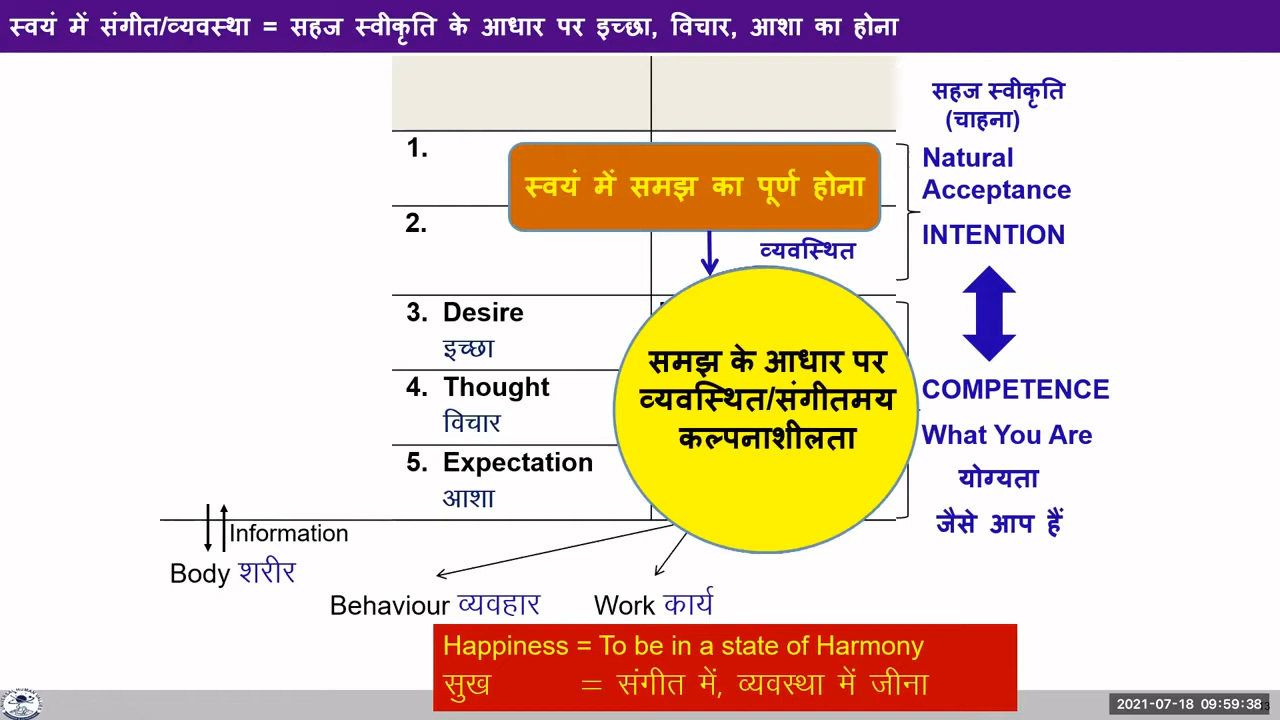 स्वयं में संगीत/व्यवस्था = सहज स्वीकृति के आधार पर इच्छा, विचार, आशा का होना
सहज स्वीकृति
(चाहना)
1.
Natural
Acceptance
स्वयं में समझ का पूर्ण होना
2.
INTENTION
व्यवस्थित
3. Desire
इच्छा
समझ के आधार पर
व्यवस्थित/संगीतमय
कल्पनाशीलता
4. Thought
विचार
COMPETENCE
What You Are
5. Expectation
आशा
योग्यता
जैसे आप हैं
Information
Body शरीर
Behaviour व्यवहार
Work कार्य
Happiness = To be in a state of Harmony
सुख = संगीत में, व्यवस्था में जीना
2021-07-18 09:59:38